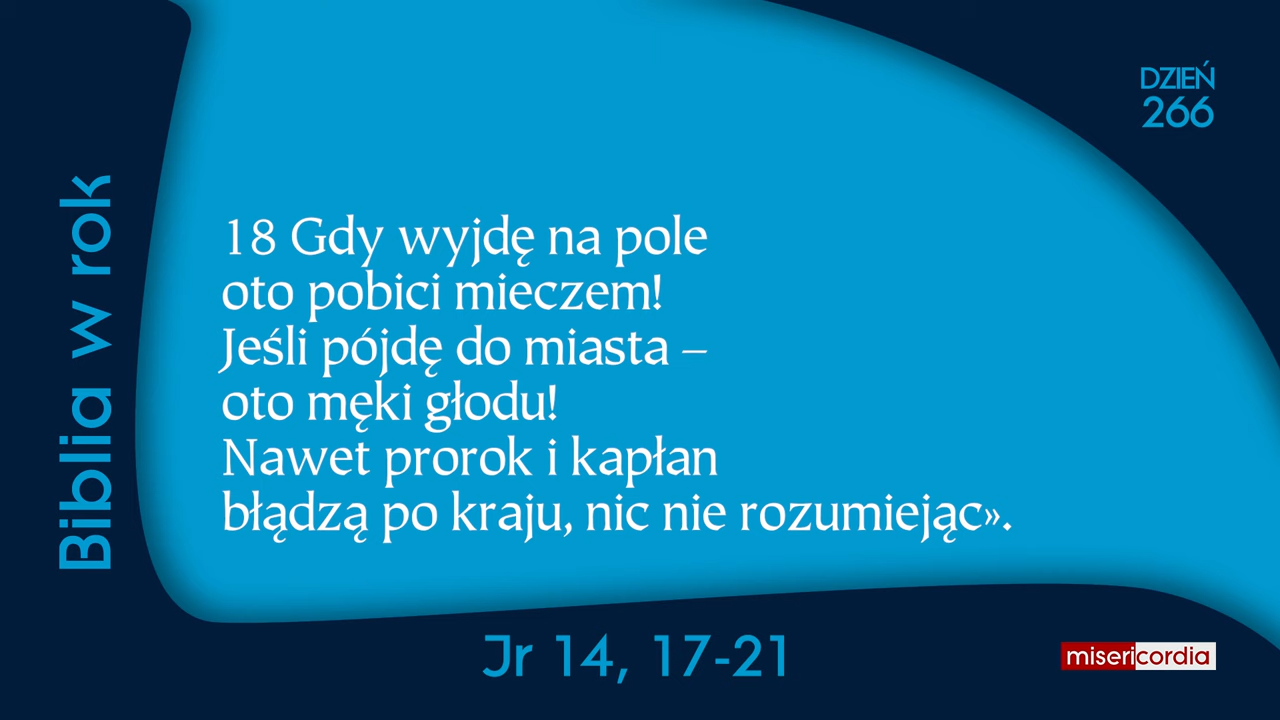 DZIEŃ
266
Biblia w rok
18 Gdy wyjdę na pole
oto pobici mieczem!
Jeśli pójdę do miasta –
oto męki głodu!
Nawet prorok i kapłan
błądzą po kraju, nic nie rozumiejąc».
Jr 14, 17-21
misericordia